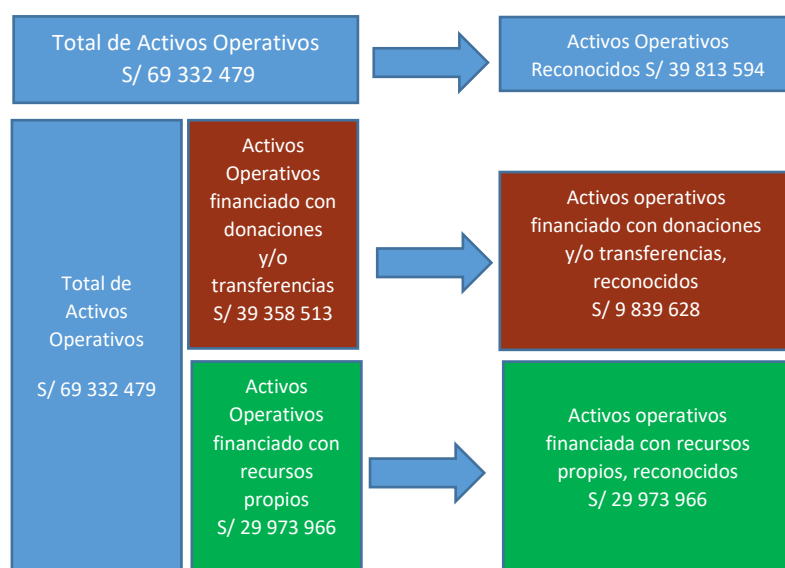 Total de Activos Operativos
S/ 69 332 479
Activos Operativos
Reconocidos S/ 39 813 594
Total de
Activos
Operativos
S/ 69 332 479
Activos
Operativos
financiado con
donaciones
y/o
transferencias
S/ 39 358 513
Activos operativos
financiado con donaciones
y/o transferencias,
reconocidos
S/ 9 839 628
Activos
Operativos
financiado con
recursos
propios
S/ 29 973 966
Activos operativos
financiada con recursos
propios, reconocidos
S/ 29 973 966